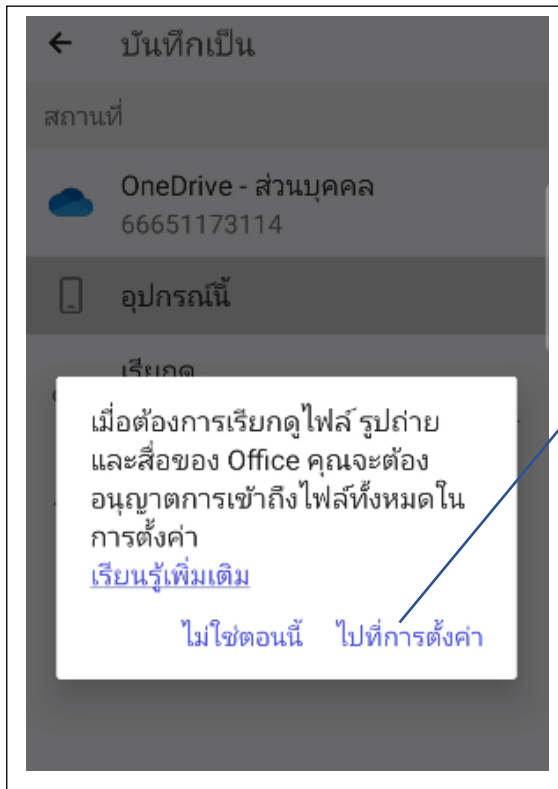 บันทึกเป็น
สถานที่
OneDrive - ส่วนบุคคล
66651173114
อุปกรณ์นี้
เรียกดู
เมื่อต้องการเรียกดูไฟล์ รูปถ่าย
และสื่อของ Office คุณจะต้อง
อนุญาตการเข้าถึงไฟล์ทั้งหมดใน
การตั้งค่า
เรียนรู้เพิ่มเติม
ไม่ใช่ตอนนี้ ไปที่การตั้งค่า